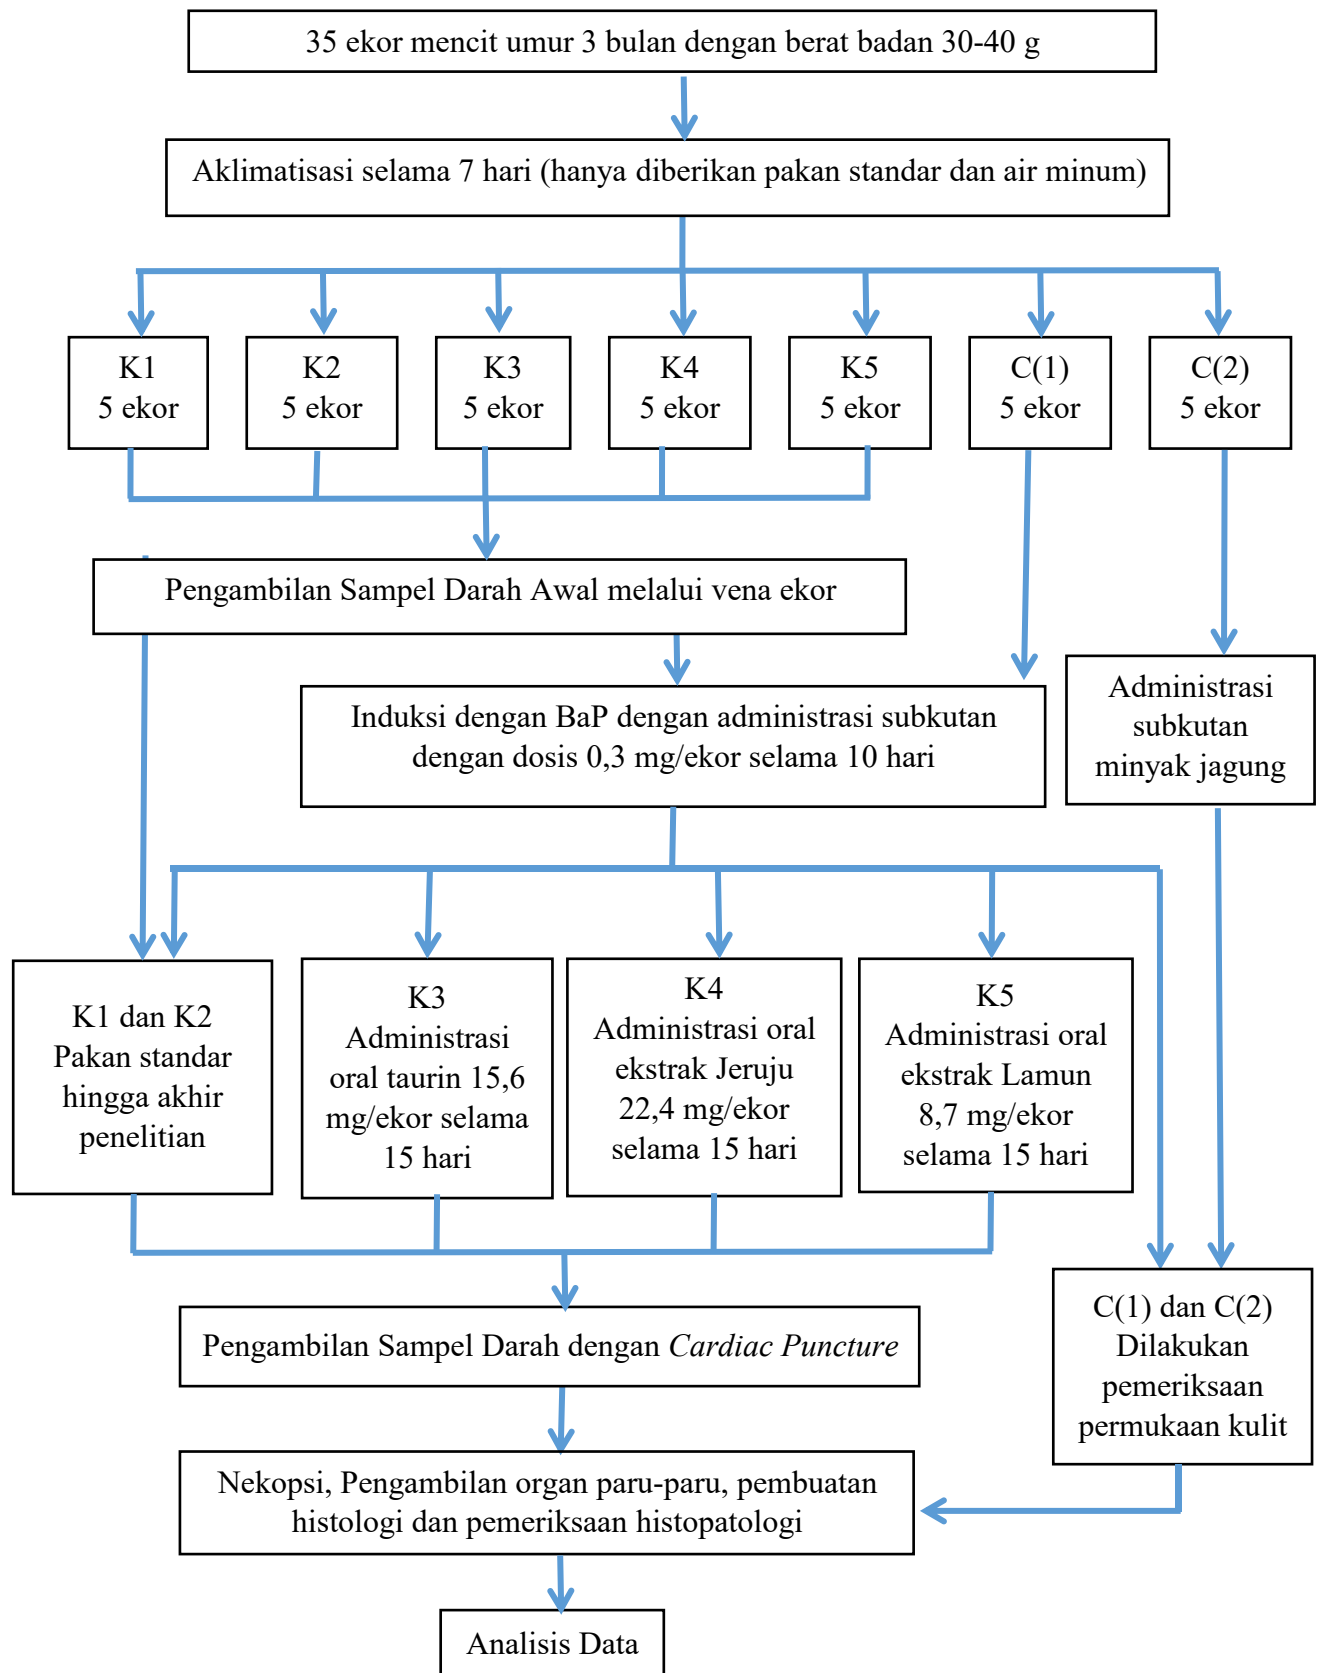 35 ekor mencit umur 3 bulan dengan berat badan 30-40 g
Aklimatisasi selama 7 hari (hanya diberikan pakan standar dan air minum)
K1
5 ekor
K2
5 ekor
K3
5 ekor
K4
5 ekor
K5
5 ekor
C(1)
5 ekor
C(2)
5 ekor
Pengambilan Sampel Darah Awal melalui vena ekor
Induksi dengan BaP dengan administrasi subkutan
dengan dosis 0,3 mg/ekor selama 10 hari
Administrasi
subkutan
minyak jagung
K1 dan K2
Pakan standar
hingga akhir
penelitian
K3
Administrasi
oral taurin 15,6
mg/ekor selama
15 hari
K4
Administrasi oral
ekstrak Jeruju
22,4 mg/ekor
selama 15 hari
K5
Administrasi oral
ekstrak Lamun
8,7 mg/ekor
selama 15 hari
Pengambilan Sampel Darah dengan Cardiac Puncture
C(1) dan C(2)
Dilakukan
pemeriksaan
permukaan kulit
Nekopsi, Pengambilan organ paru-paru, pembuatan
histologi dan pemeriksaan histopatologi
Analisis Data